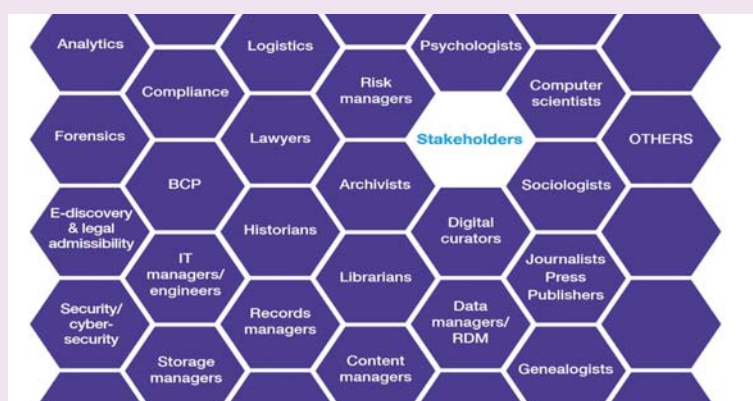 Analytics
Logistics
Psychologists
Compliance
Risk
managers
Computer
scientists
Forensics
Lawyers
Stakeholders
OTHERS
BCP
Archivists
Sociologists
E-discovery
& legal
admissibility
Historians
Digital
curators
IT
managers/
engineers
Librarians
Journalists
Press
Publishers
Security/
cyber-
security
Records
managers
Data
managers/
RDM
Storage
managers
Content
managers
Genealogists